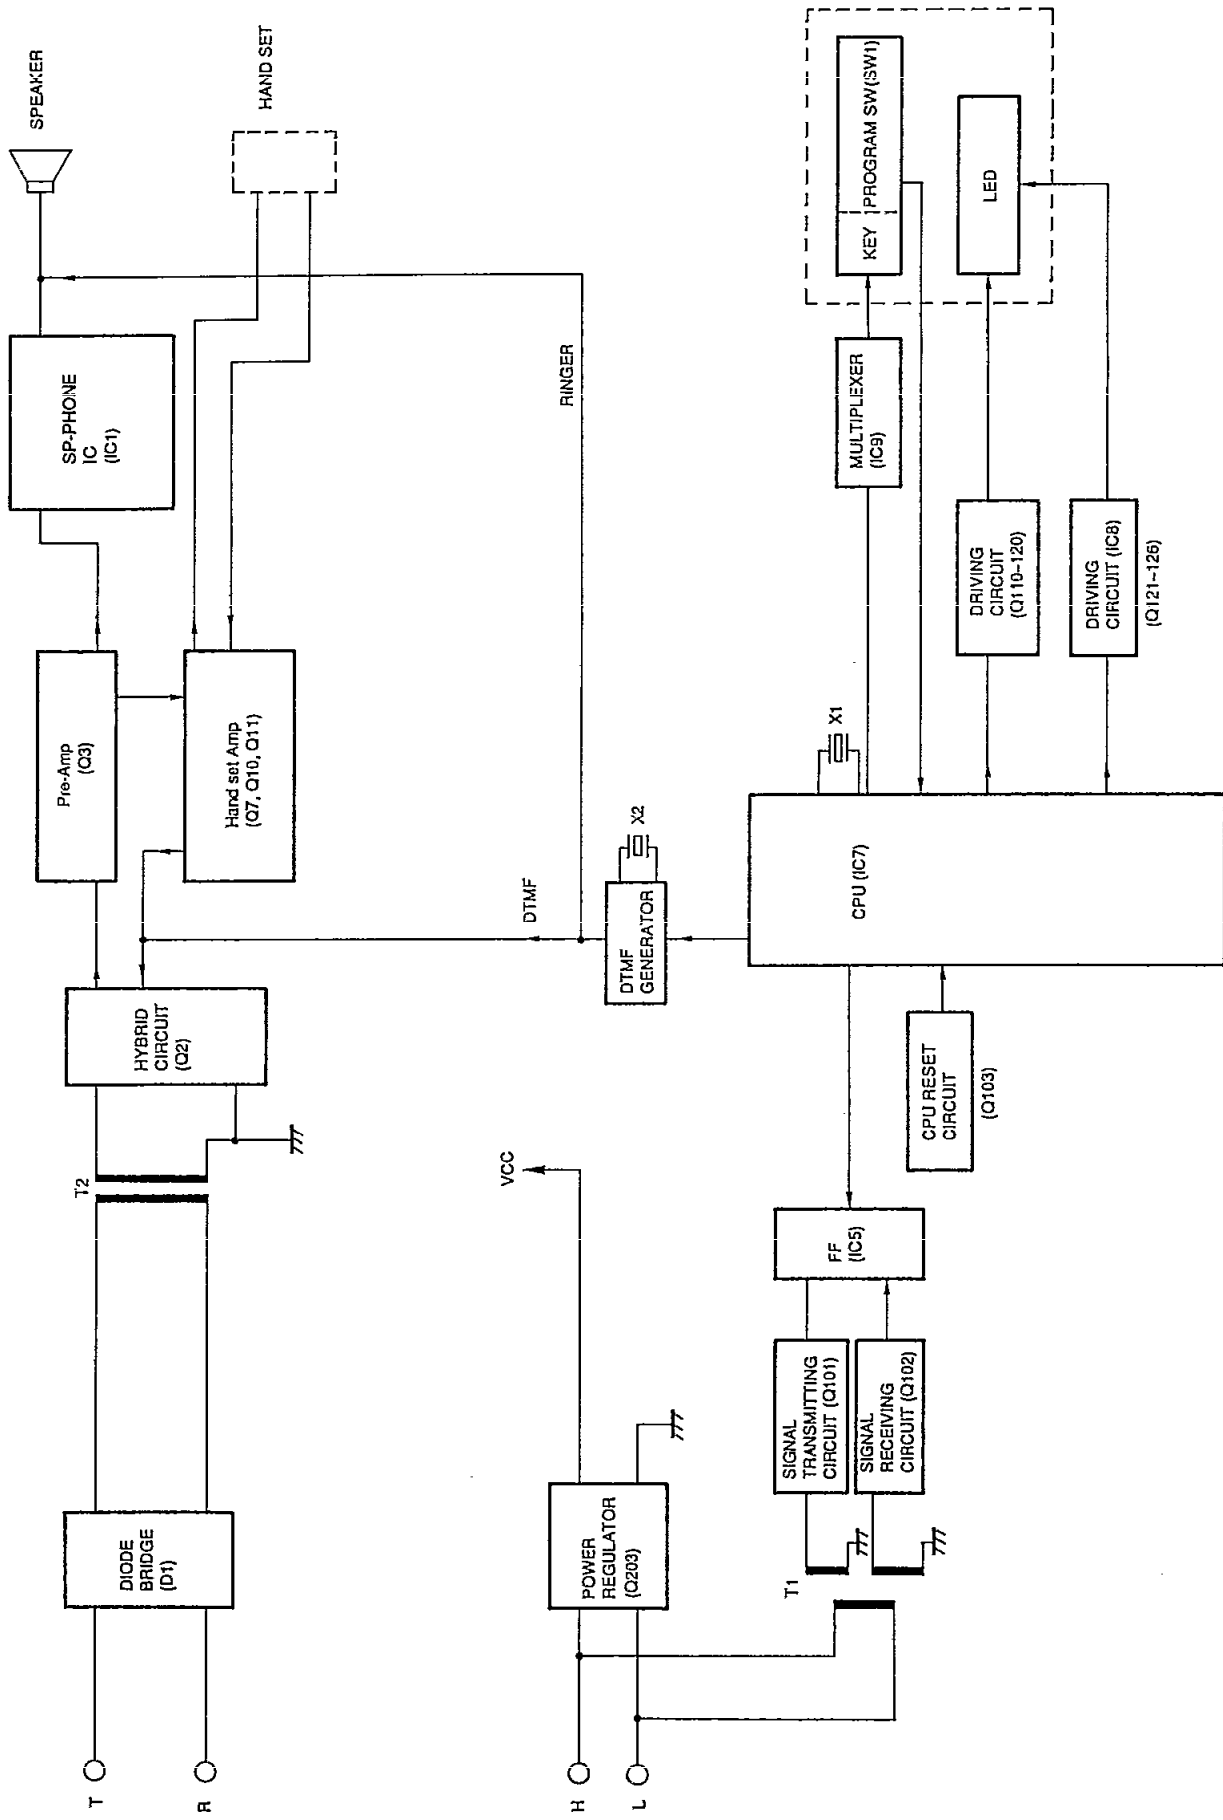 T
R
DIODE
BRIDGE
(D1)
T2
HYBRID
CIRCUIT
(Q2)
Pre-Amp
(Q3)
Hand set Amp
(Q7, Q10, Q11)
SP-PHONE
IC
(IC1)
SPEAKER
HAND SET
DTMF
RINGER
H
L
POWER
REGULATOR
(Q203)
VCC
DTMF
GENERATOR
X2
T1
SIGNAL
TRANSMITTING
CIRCUIT (Q101)
SIGNAL
RECEIVING
CIRCUIT (Q102)
FF
(IC5)
CPU RESET
CIRCUIT
(Q103)
CPU (IC7)
X1
MULTIPLEXER
(IC9)
KEY
PROGRAM SW(SW1)
DRIVING
CIRCUIT
(Q110~120)
LED
DRIVING
CIRCUIT (IC8)
(Q121~126)